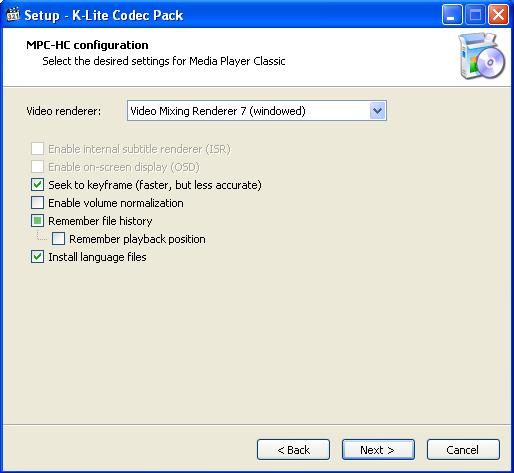 Setup - K-Lite Codec Pack
MPC-HC configuration
Select the desired settings for Media Player Classic
Video renderer: Video Mixing Renderer 7 (windowed)
Enable internal subtitle renderer (ISR)
Enable on-screen display (OSD)
Seek to keyframe (faster, but less accurate)
Enable volume normalization
Remember file history
Remember playback position
Install language files
< Back Next > Cancel